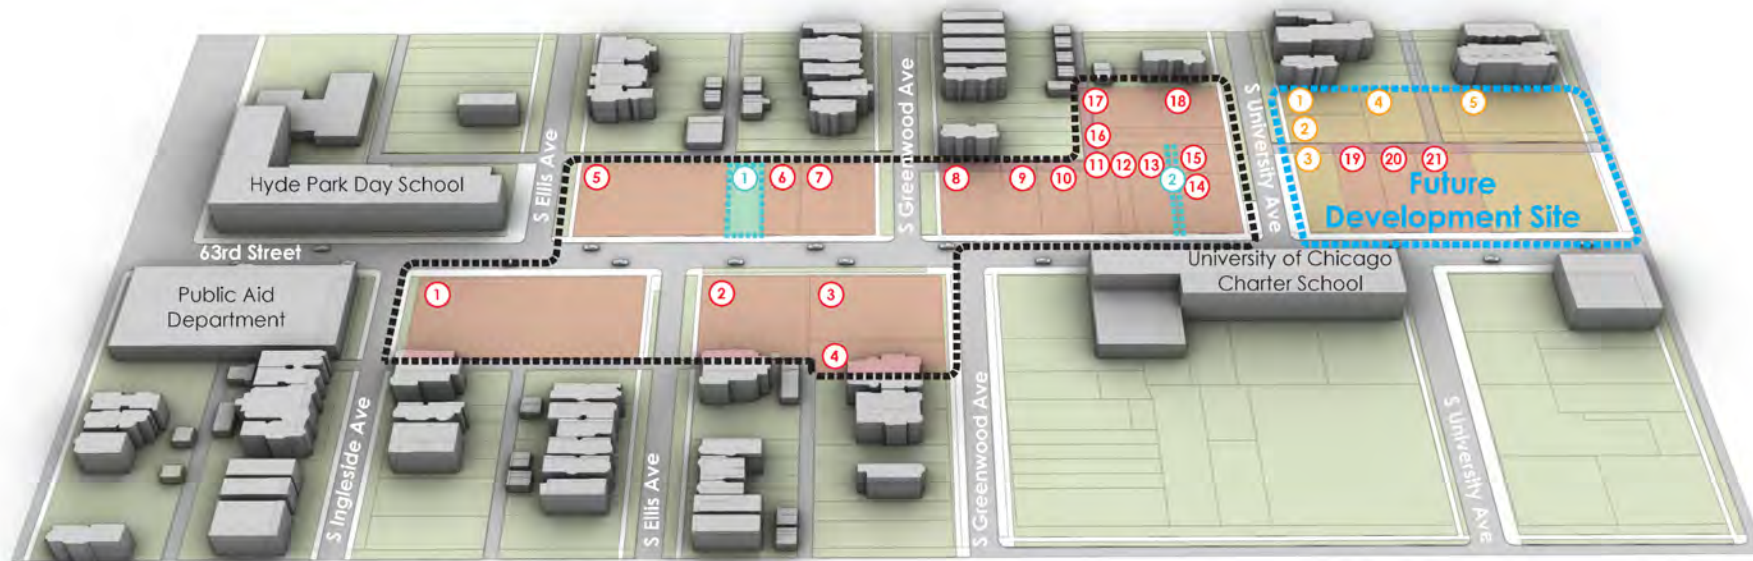 17
18
1
4
5
16
2
S Ellis Ave
S Greenwood Ave
S University Ave
11
12
13
15
3
19
20
21
Hyde Park Day School
5
1
6
7
8
9
10
2
14
Future
Development Site
63rd Street
University of Chicago
Charter School
Public Aid
Department
1
2
3
4
S Ingleside Ave
S Ellis Ave
S Greenwood Ave
S University Ave